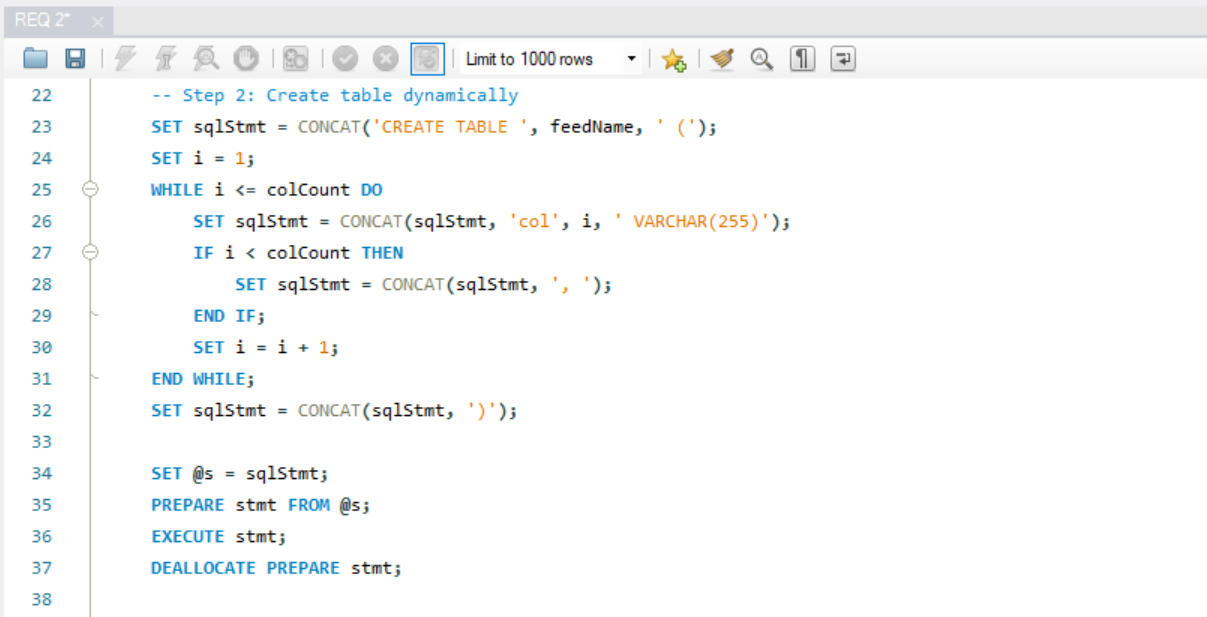 REQ 2*
Limit to 1000 rows
22 -- Step 2: Create table dynamically
23 SET sqlStmt = CONCAT('CREATE TABLE ', feedName, ' (');
24 SET i = 1;
25 WHILE i <= colCount DO
26 SET sqlStmt = CONCAT(sqlStmt, 'col', i, ' VARCHAR(255)');
27 IF i < colCount THEN
28 SET sqlStmt = CONCAT(sqlStmt, ', ');
29 END IF;
30 SET i = i + 1;
31 END WHILE;
32 SET sqlStmt = CONCAT(sqlStmt, ')');
33
34 SET @s = sqlStmt;
35 PREPARE stmt FROM @s;
36 EXECUTE stmt;
37 DEALLOCATE PREPARE stmt;
38